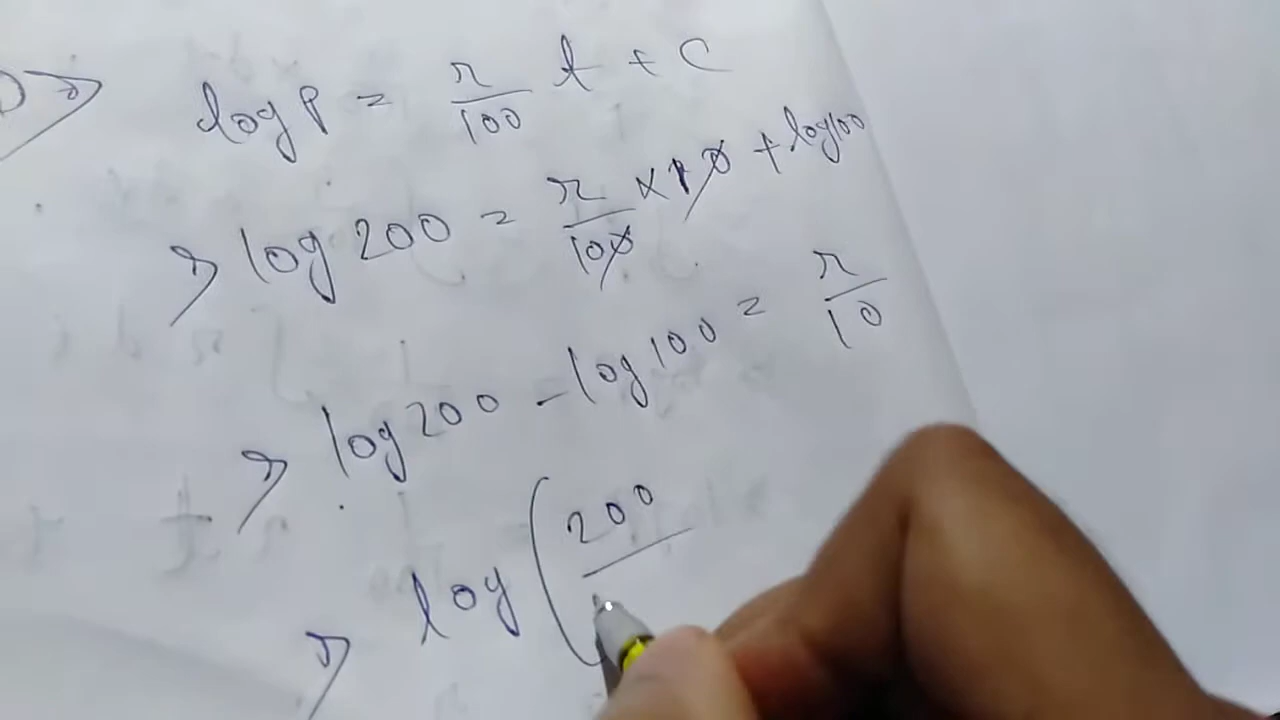 ⇒ log P = r/100 t + C
⇒ log 200 = r/100 × 10 + log 100
⇒ log 200 - log 100 = r/10
⇒ log (200